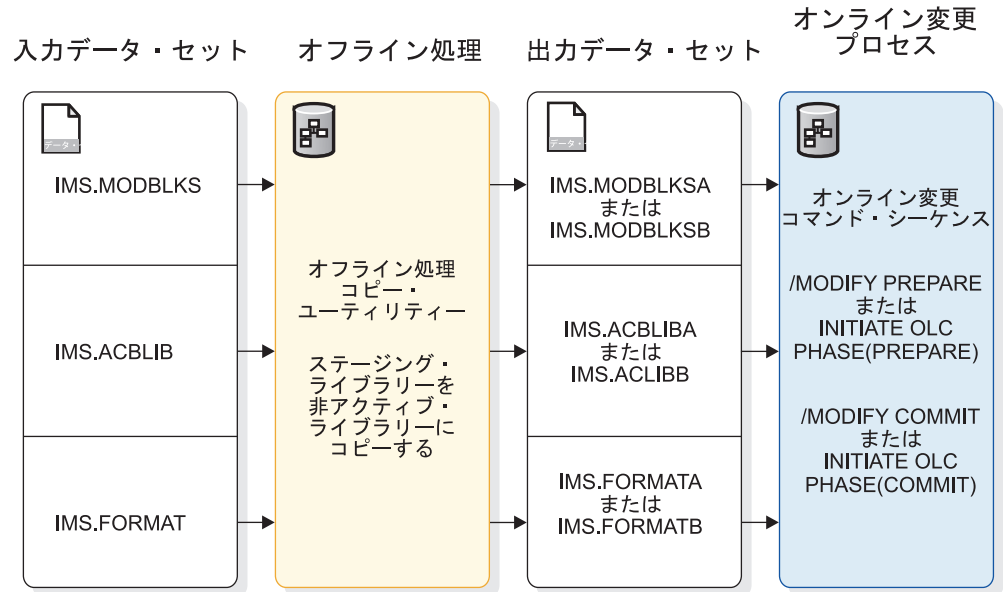 入力データ・セット
オフライン処理
出力データ・セット
オンライン変更
プロセス
データ・
IMS.MODBLKS
IMS.ACBLIB
IMS.FORMAT
オフライン処理
コピー・
ユーティリティー
ステージング・
ライブラリーを
非アクティブ・
ライブラリーに
コピーする
データ・
IMS.MODBLKSA
または
IMS.MODBLKSB
IMS.ACBLIBA
または
IMS.ACLIBB
IMS.FORMATA
または
IMS.FORMATB
オンライン変更
コマンド・シーケンス
/MODIFY PREPARE
または
INITIATE OLC
PHASE(PREPARE)
/MODIFY COMMIT
または
INITIATE OLC
PHASE(COMMIT)